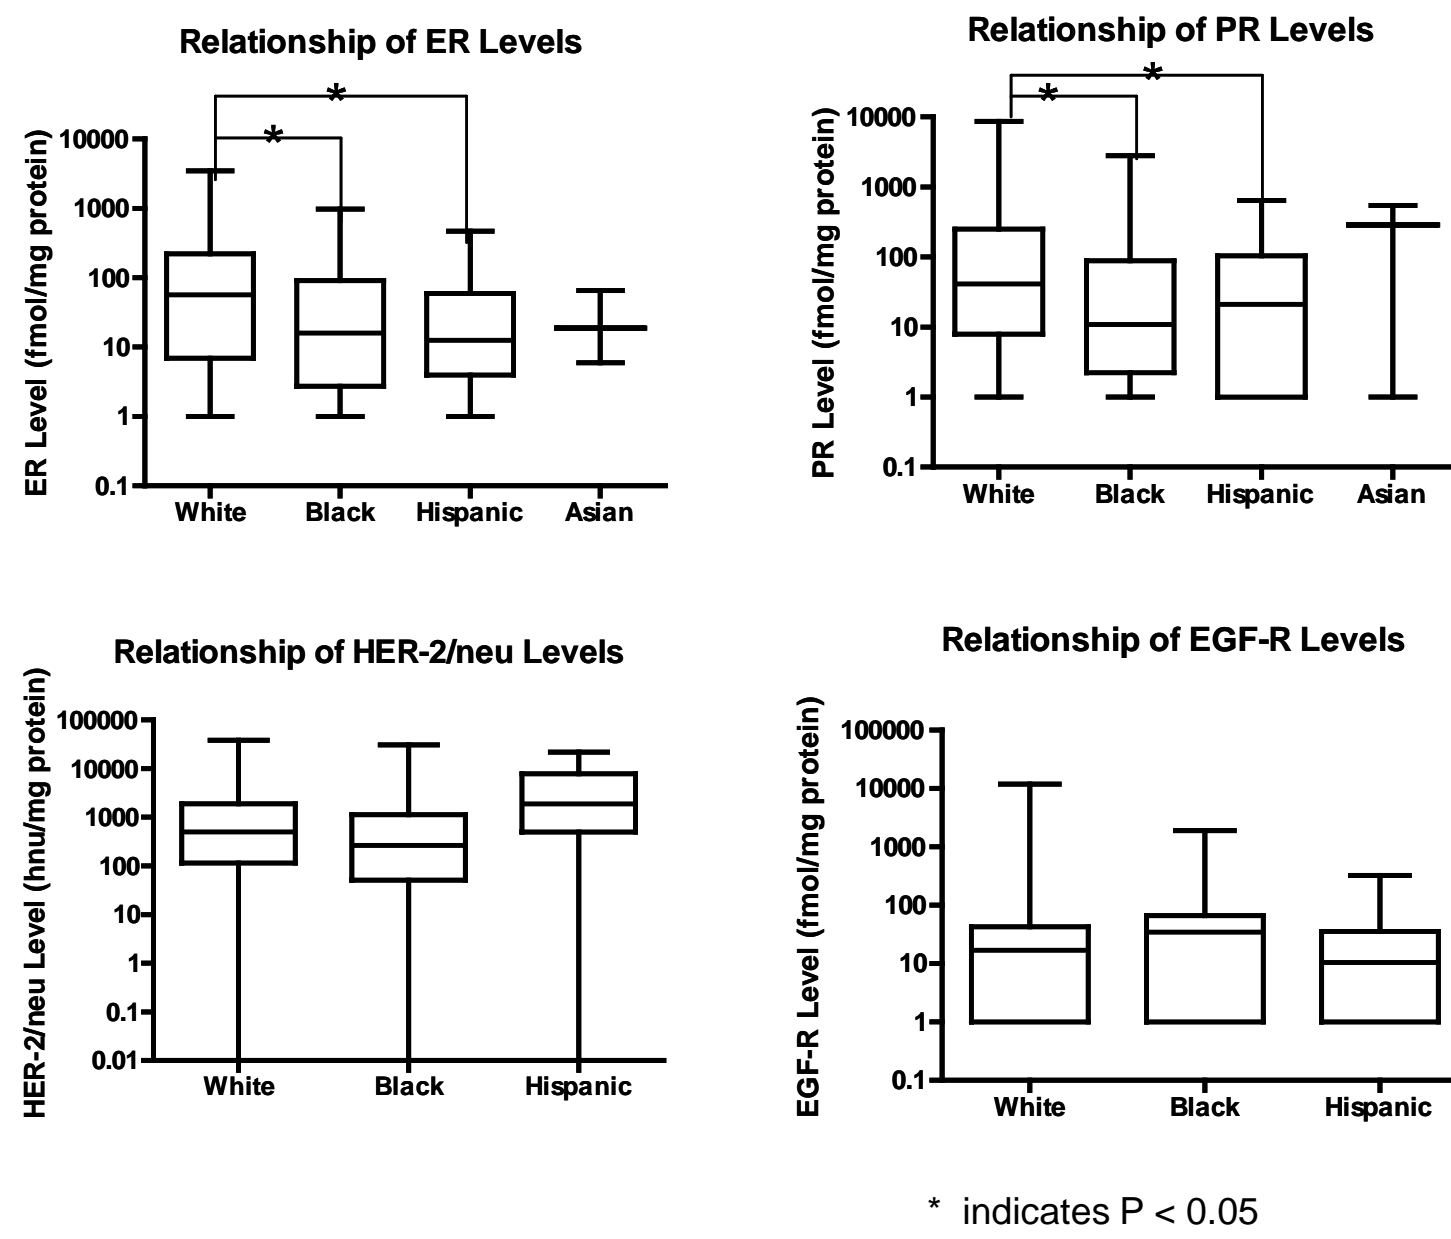 Relationship of ER Levels
*
*
ER Level (fmol/mg protein)
10000
1000
100
10
1
0.1
White Black Hispanic Asian
Relationship of PR Levels
*
*
PR Level (fmol/mg protein)
10000
1000
100
10
1
0.1
White Black Hispanic Asian
Relationship of HER-2/neu Levels
HER-2/neu Level (hnu/mg protein)
100000
10000
1000
100
10
1
0.1
0.01
White Black Hispanic
Relationship of EGF-R Levels
EGF-R Level (fmol/mg protein)
100000
10000
1000
100
10
1
0.1
White Black Hispanic
* indicates P < 0.05